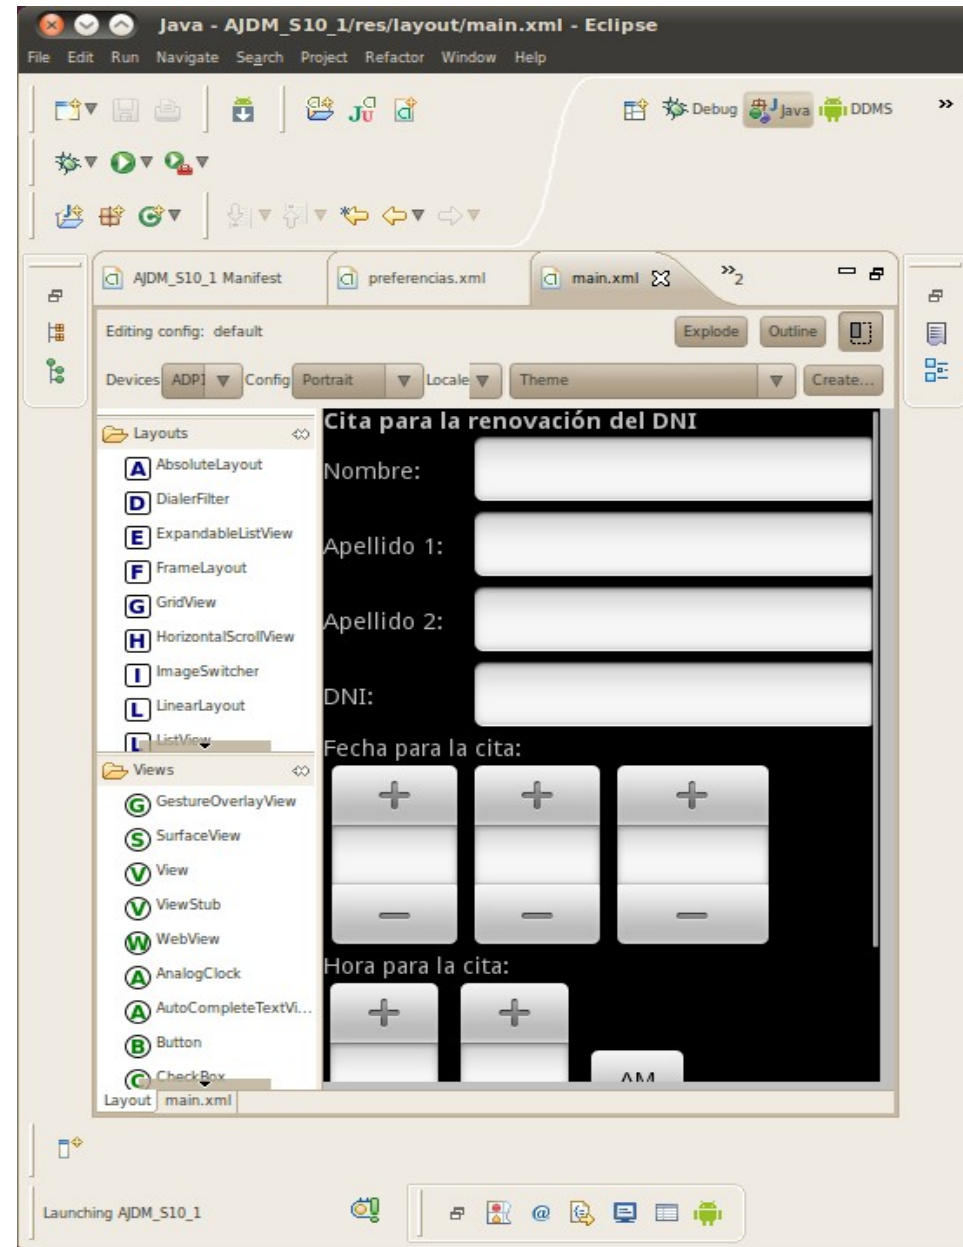 Java - AJDM_S10_1/res/layout/main.xml - Eclipse
File Edit Run Navigate Search Project Refactor Window Help
Debug Java DDMS
AJDM_S10_1 Manifest preferencias.xml main.xml 2
Editing config: default Explode Outline
Devices ADP1 Config Portrait Locale Theme Create...
Layouts
AbsoluteLayout
DialerFilter
ExpandableListView
FrameLayout
GridView
HorizontalScrollView
ImageSwitcher
LinearLayout
ListView
Views
GestureOverlayView
SurfaceView
View
ViewStub
WebView
AnalogClock
AutoCompleteTextVi...
Button
CheckBox
Cita para la renovación del DNI
Nombre:
Apellido 1:
Apellido 2:
DNI:
Fecha para la cita:
Hora para la cita:
AM
Layout main.xml
Launching AJDM_S10_1